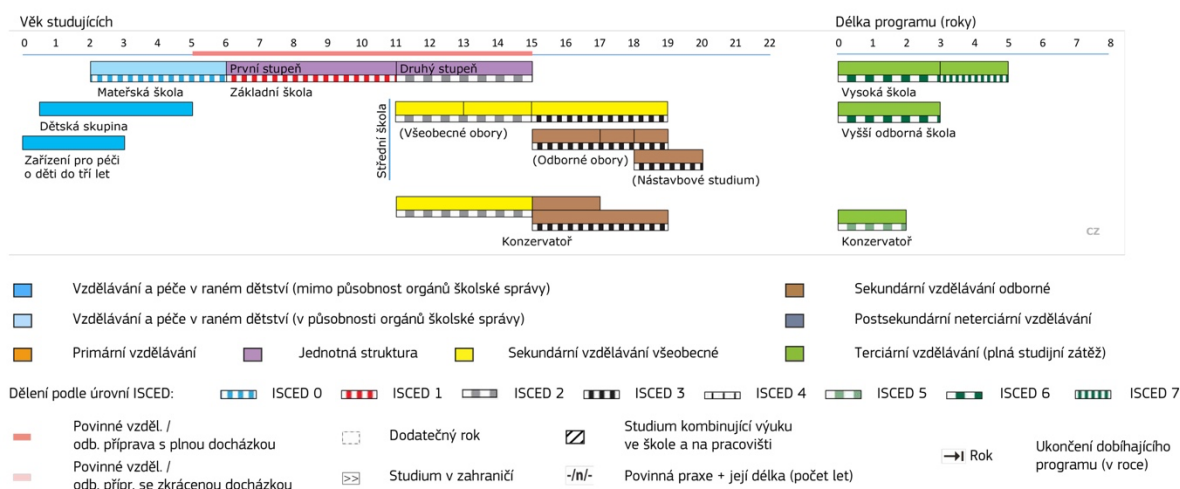 Věk studujících
Délka programu (roky)
0 1 2 3 4 5 6 7 8 9 10 11 12 13 14 15 16 17 18 19 20 22
0 1 2 3 4 5 6 7 8
První stupeň
Druhý stupeň
Mateřská škola
Základní škola
Vysoká škola
Dětská skupina
Střední škola
(Všeobecné obory)
Vyšší odborná škola
Zařízení pro péči
o děti do tří let
(Odborné obory)
(Nástavbové studium)
Konzervatoř
Konzervatoř
CZ
Vzdělávání a péče v raném dětství (mimo působnost orgánů školské správy)
Sekundární vzdělávání odborné
Vzdělávání a péče v raném dětství (v působnosti orgánů školské správy)
Postsekundární neterciární vzdělávání
Primární vzdělávání
Jednotná struktura
Sekundární vzdělávání všeobecné
Terciární vzdělávání (plná studijní zátěž)
Dělení podle úrovní ISCED: ISCED 0 ISCED 1 ISCED 2 ISCED 3 ISCED 4 ISCED 5 ISCED 6 ISCED 7
Povinné vzděl. /
odb. příprava s plnou docházkou
Dodatečný rok
Studium kombinující výuku
ve škole a na pracovišti
Rok
Ukončení dobíhajícího
programu (v roce)
Povinné vzděl. /
odb. přípr. se zkrácenou docházkou
>> Studium v zahraničí
-/n/- Povinná praxe + její délka (počet let)